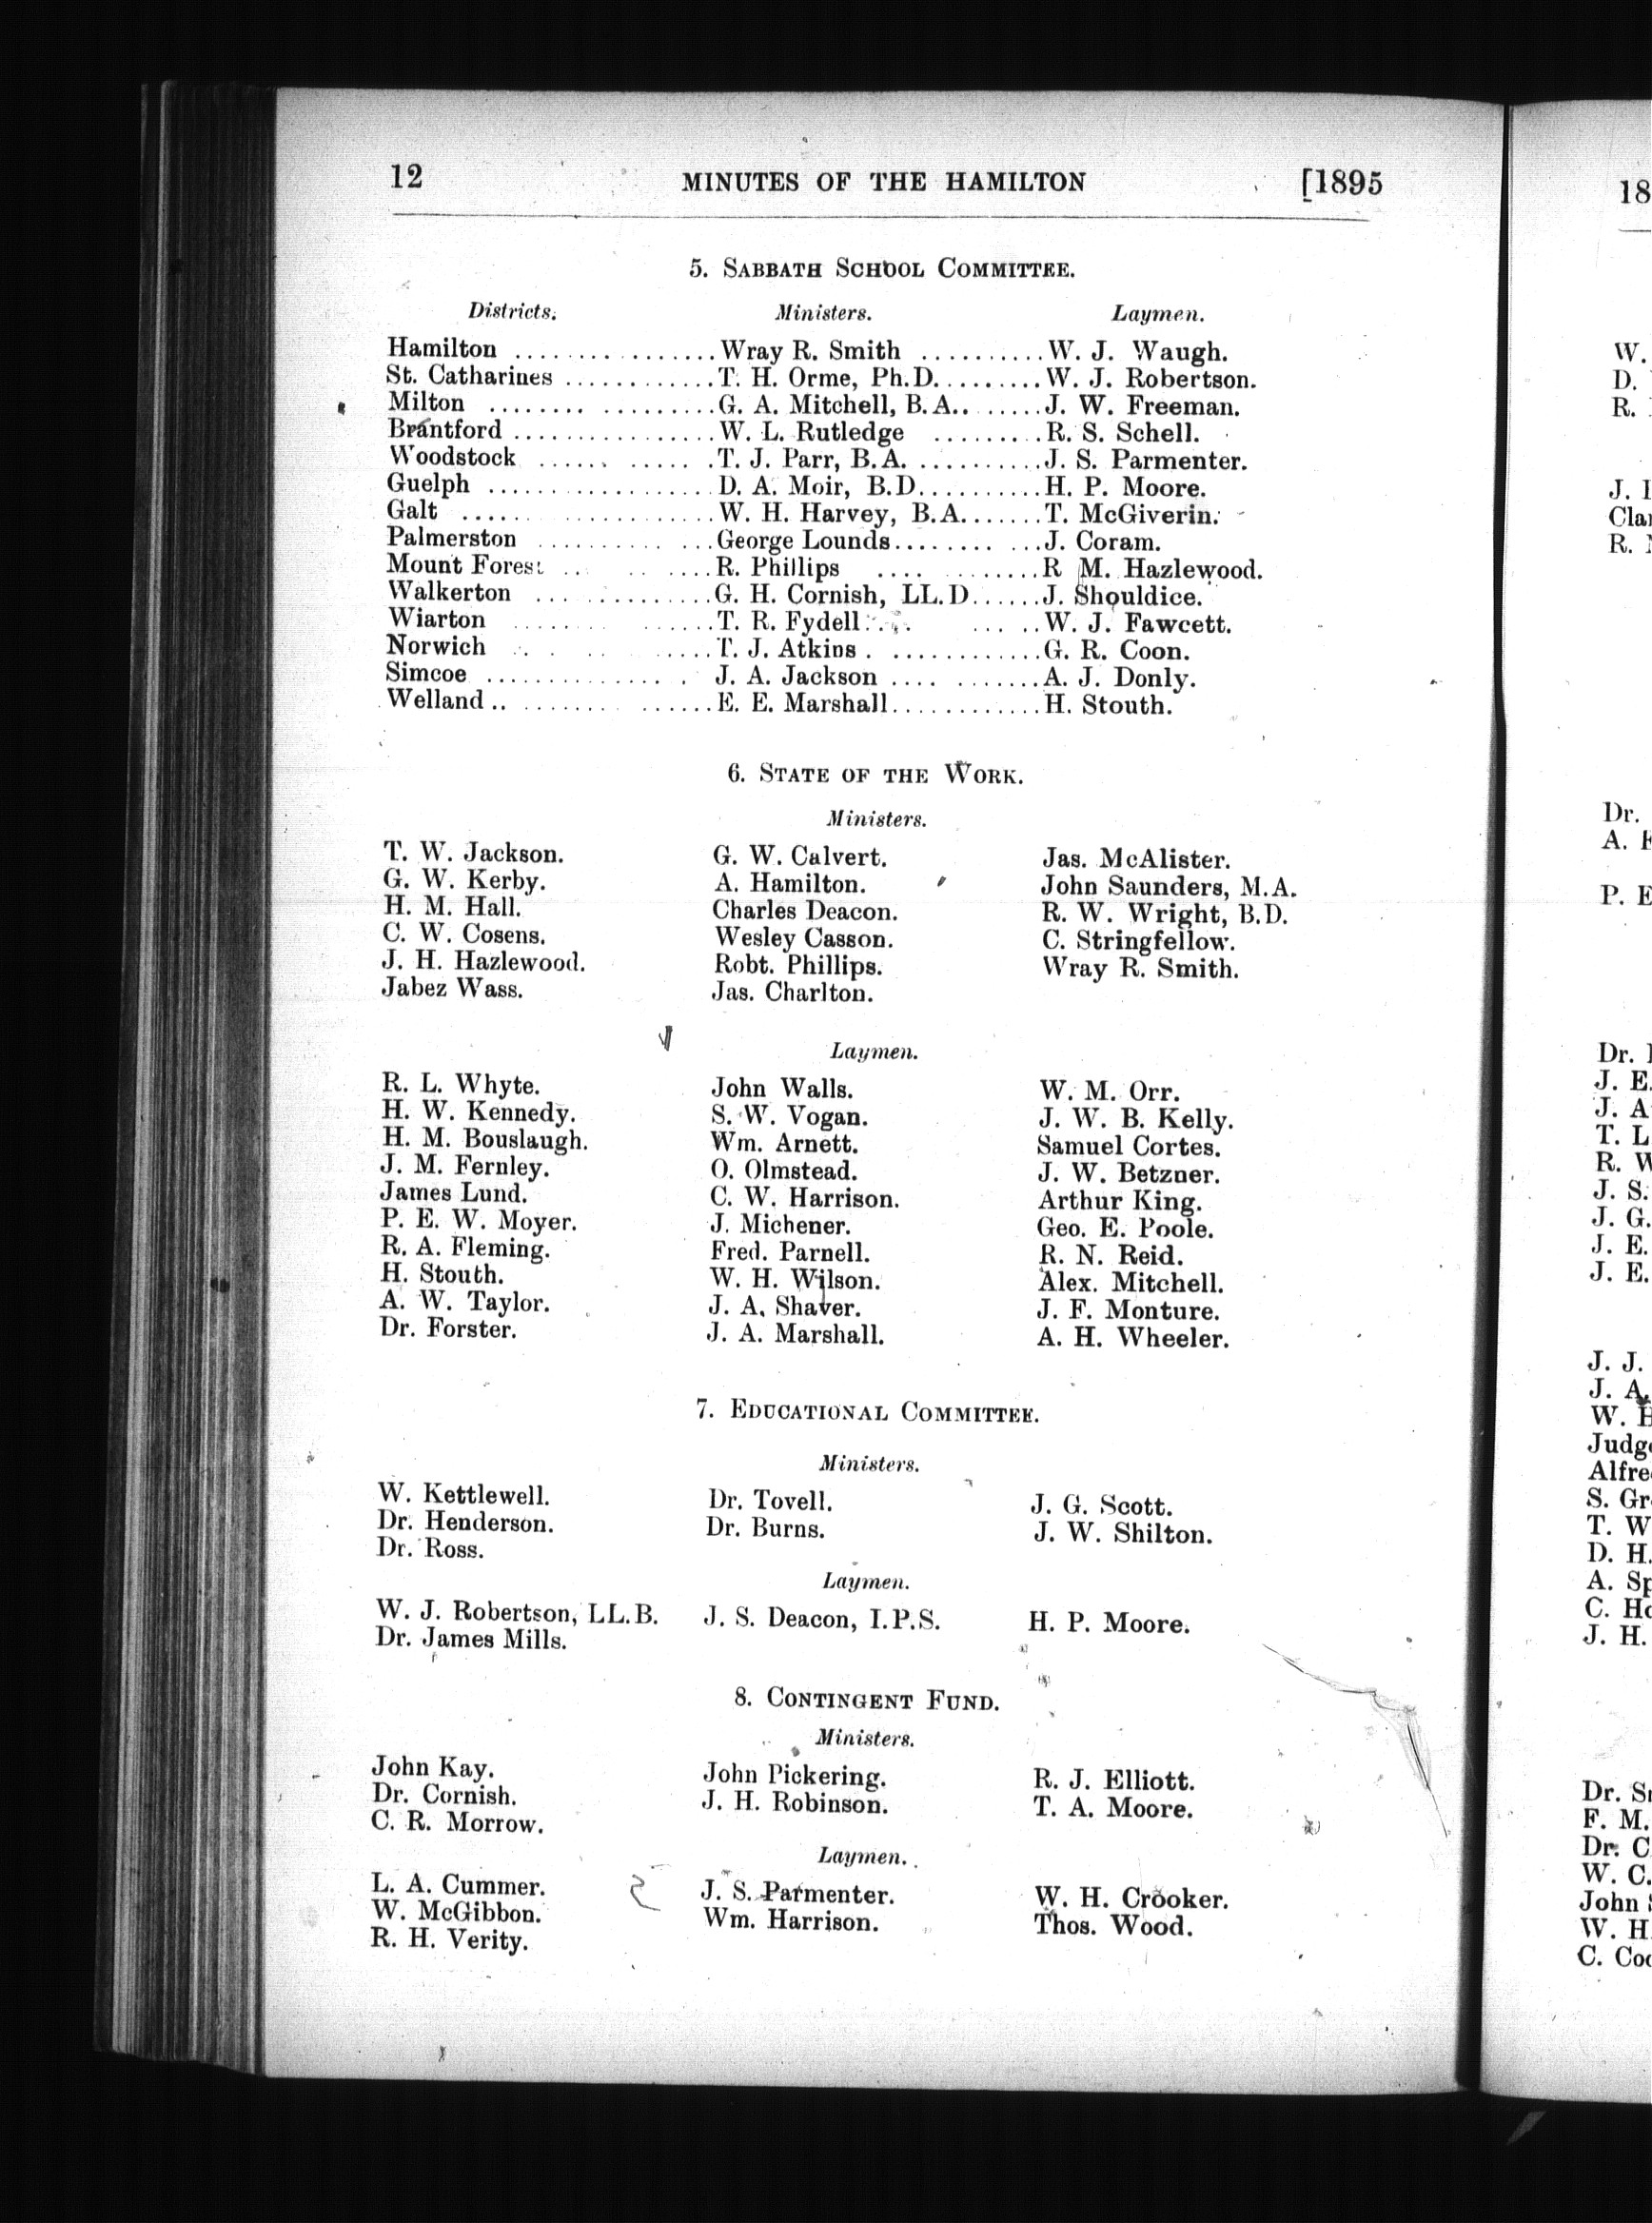 12 MINUTES OF THE HAMILTON [1895
5. SABBATH SCHOOL COMMITTEE.
Districts. Ministers. Laymen.
Hamilton ................Wray R. Smith ..........W. J. Waugh.
St. Catharines ............T. H. Orme, Ph.D.........W. J. Robertson.
Milton ........ .........G. A. Mitchell, B.A.. ......J. W. Freeman.
Brantford ................W. L. Rutledge .........R. S. Schell.
Woodstock ...... .......T. J. Parr, B.A. ..........J. S. Parmenter.
Guelph ..................D. A. Moir, B.D..........H. P. Moore.
Galt .... ............W. H. Harvey, B.A.......T. McGiverin.
Palmerston .......... ...George Lounds........ ...J. Coram.
Mount Forest .. .. ....R. Phillips .... ........R M. Hazlewood.
Walkerton ..............G. H. Cornish, LL.D......J. Shouldice.
Wiarton ........ ......T. R. Fydell.... ... ..W. J. Fawcett.
Norwich . . . .....T. J. Atkins . ............G. R. Coon.
Simcoe ............... . J. A. Jackson .... .......A. J. Donly.
Welland .. ........ ......E. E. Marshall............H. Stouth.
6. STATE OF THE WORK.
Ministers.
T. W. Jackson. G. W. Calvert. Jas. McAlister.
G. W. Kerby. A. Hamilton. John Saunders, M.A.
H. M. Hall. Charles Deacon. R. W. Wright, B.D.
C. W. Cosens. Wesley Casson. C. Stringfellow.
J. H. Hazlewood. Robt. Phillips. Wray R. Smith.
Jabez Wass. Jas. Charlton.
Laymen.
R. L. Whyte. John Walls. W. M. Orr.
H. W. Kennedy. S. W. Vogan. J. W. B. Kelly.
H. M. Bouslaugh. Wm. Arnett. Samuel Cortes.
J. M. Fernley. O. Olmstead. J. W. Betzner.
James Lund. C. W. Harrison. Arthur King.
P. E. W. Moyer. J. Michener. Geo. E. Poole.
R. A. Fleming. Fred. Parnell. R. N. Reid.
H. Stouth. W. H. Wilson. Alex. Mitchell.
A. W. Taylor. J. A. Shaver. J. F. Monture.
Dr. Forster. J. A. Marshall. A. H. Wheeler.
7. EDUCATIONAL COMMITTEE.
Ministers.
W. Kettlewell. Dr. Tovell. J. G. Scott.
Dr. Henderson. Dr. Burns. J. W. Shilton.
Dr. Ross.
Laymen.
W. J. Robertson, LL.B. J. S. Deacon, I.P.S. H. P. Moore.
Dr. James Mills.
8. CONTINGENT FUND.
Ministers.
John Kay. John Pickering. R. J. Elliott.
Dr. Cornish. J. H. Robinson. T. A. Moore.
C. R. Morrow.
Laymen.
L. A. Cummer. J. S. Parmenter. W. H. Crooker.
W. McGibbon. Wm. Harrison. Thos. Wood.
R. H. Verity.
18
W.
D.
R.
J.
R.
Dr.
A.
P. E
Dr.
J. E.
J. A
T. L
R. W
J. S.
J. G.
J. E.
J. E.
J. J.
J. A.
W.
T. W
D. H.
A.
C.
J. H.
Dr.
F. M.
Dr. C
W. C.
John
W. H
C.